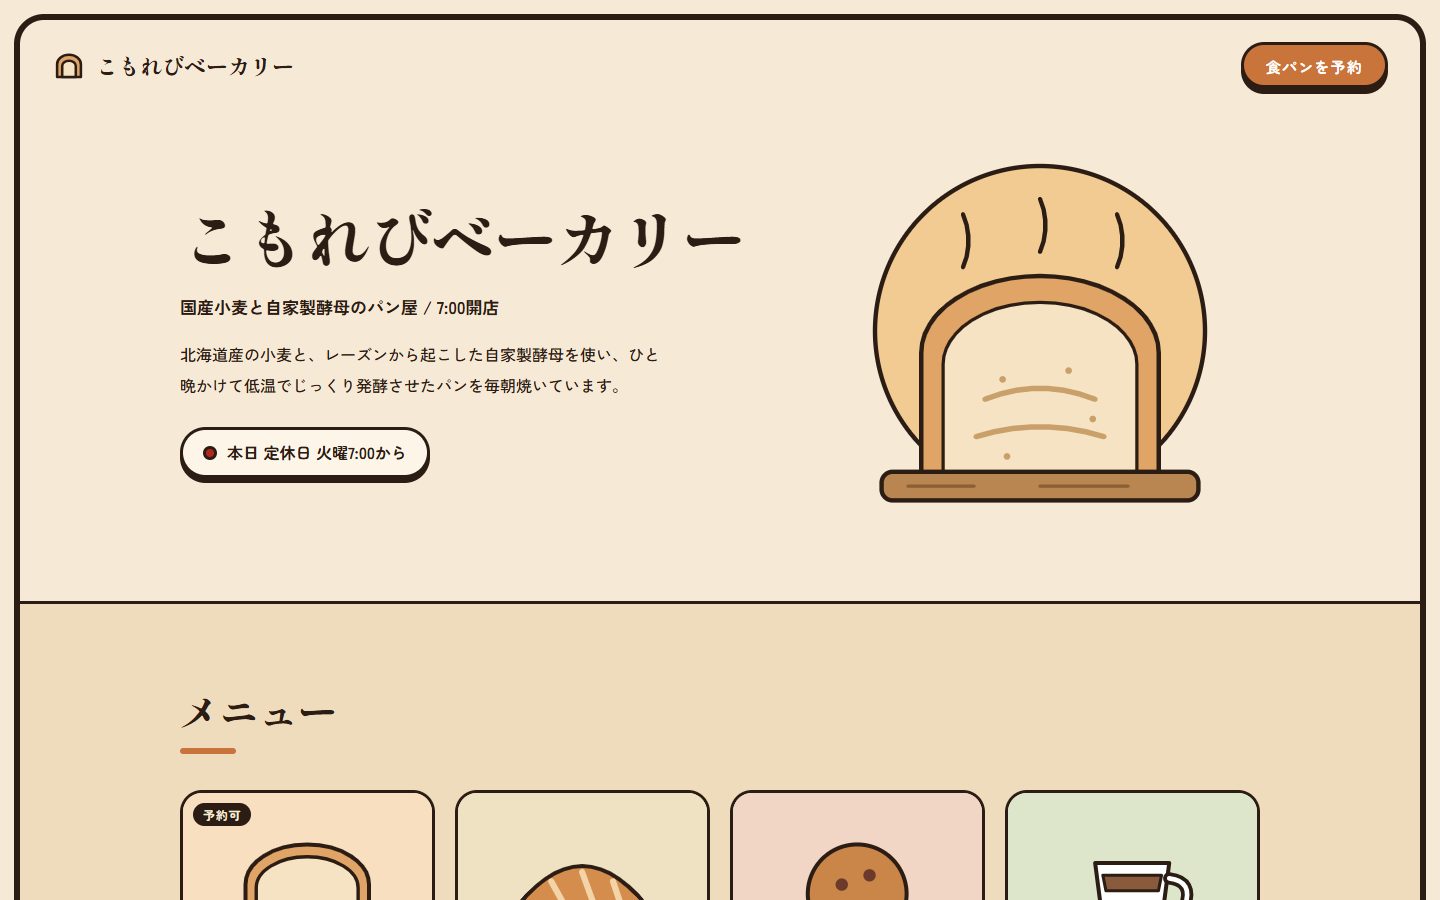 こもれびベーカリー
食パンを予約
こもれびベーカリー
国産小麦と自家製酵母のパン屋 / 7:00開店
北海道産の小麦と、レーズンから起こした自家製酵母を使い、ひと
晩かけて低温でじっくり発酵させたパンを毎朝焼いています。
本日 定休日 火曜7:00から
メニュー
予約可